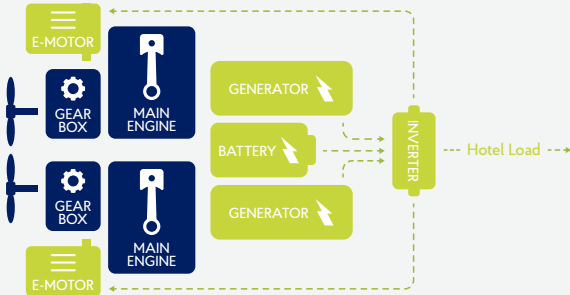 E-MOTOR
GEAR
BOX
MAIN
ENGINE
GENERATOR
BATTERY
INVERTER
Hotel Load
GEAR
BOX
MAIN
ENGINE
GENERATOR
E-MOTOR